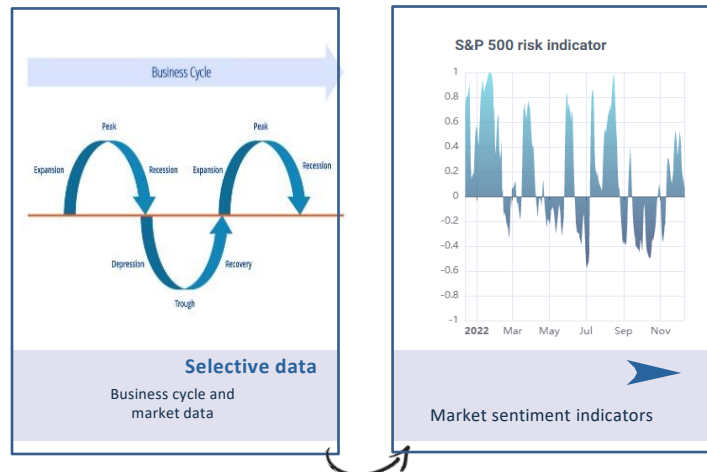 Business Cycle
Peak
Peak
Expansion
Recession
Expansion
Recession
Depression
Recovery
Trough
Selective data
Business cycle and
market data
S&P 500 risk indicator
1
0.8
0.6
0.4
0.2
0
-0.2
-0.4
-0.6
-0.8
-1
2022 Mar May Jul Sep Nov
Market sentiment indicators